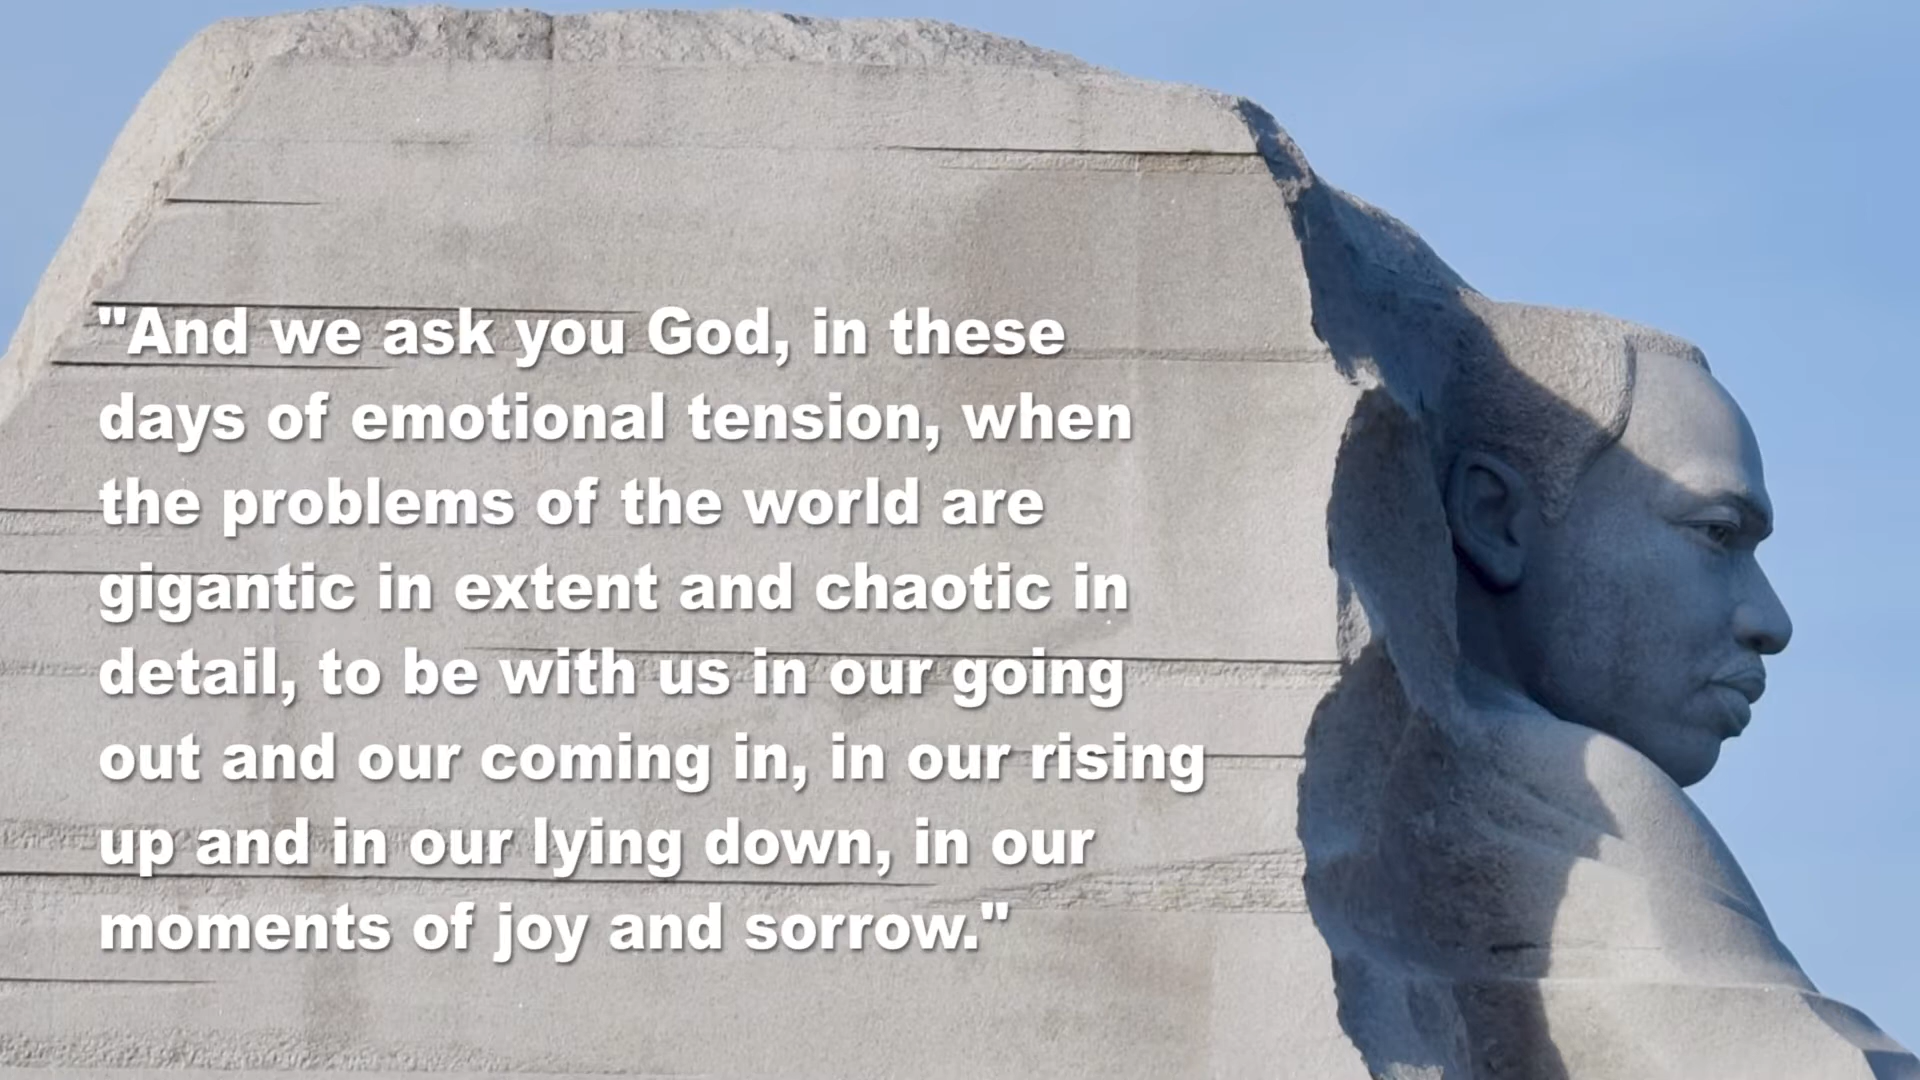 "And we ask you God, in these
days of emotional tension, when
the problems of the world are
gigantic in extent and chaotic in
detail, to be with us in our going
out and our coming in, in our rising
up and in our lying down, in our
moments of joy and sorrow."